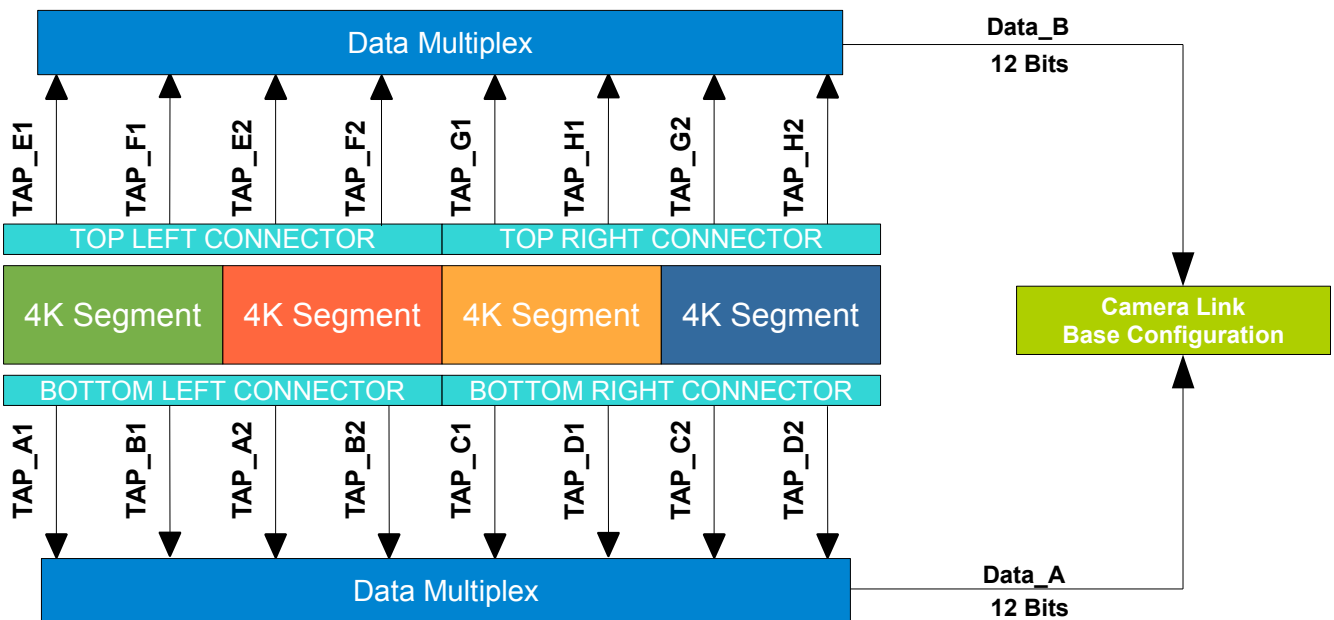 Data Multiplex
Data_B
12 Bits
TAP_E1
TAP_F1
TAP_E2
TAP_F2
TAP_G1
TAP_H1
TAP_G2
TAP_H2
TOP LEFT CONNECTOR
TOP RIGHT CONNECTOR
4K Segment
4K Segment
4K Segment
4K Segment
Camera Link
Base Configuration
BOTTOM LEFT CONNECTOR
BOTTOM RIGHT CONNECTOR
TAP_A1
TAP_B1
TAP_A2
TAP_B2
TAP_C1
TAP_D1
TAP_C2
TAP_D2
Data Multiplex
Data_A
12 Bits